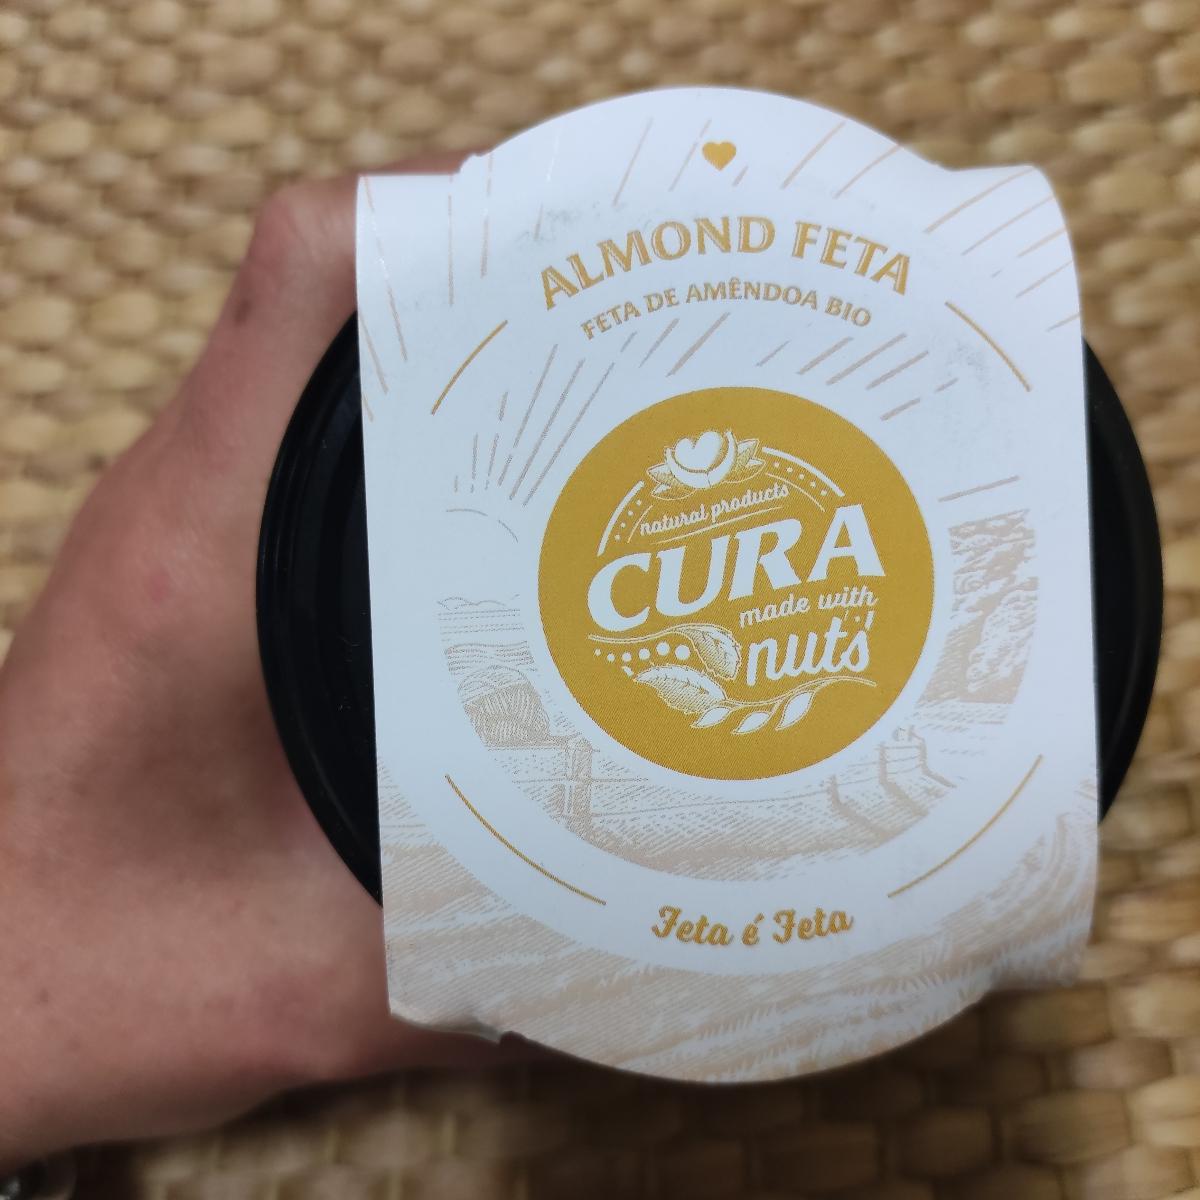 ALMOND FETA
FETA DE AMÊNDOA BIO
natural products
CURA
made with
nuts
Feta é Feta